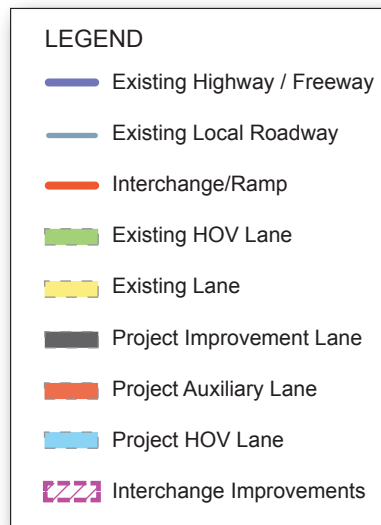 LEGEND
Existing Highway / Freeway
Existing Local Roadway
Interchange/Ramp
Existing HOV Lane
Existing Lane
Project Improvement Lane
Project Auxiliary Lane
Project HOV Lane
Interchange Improvements